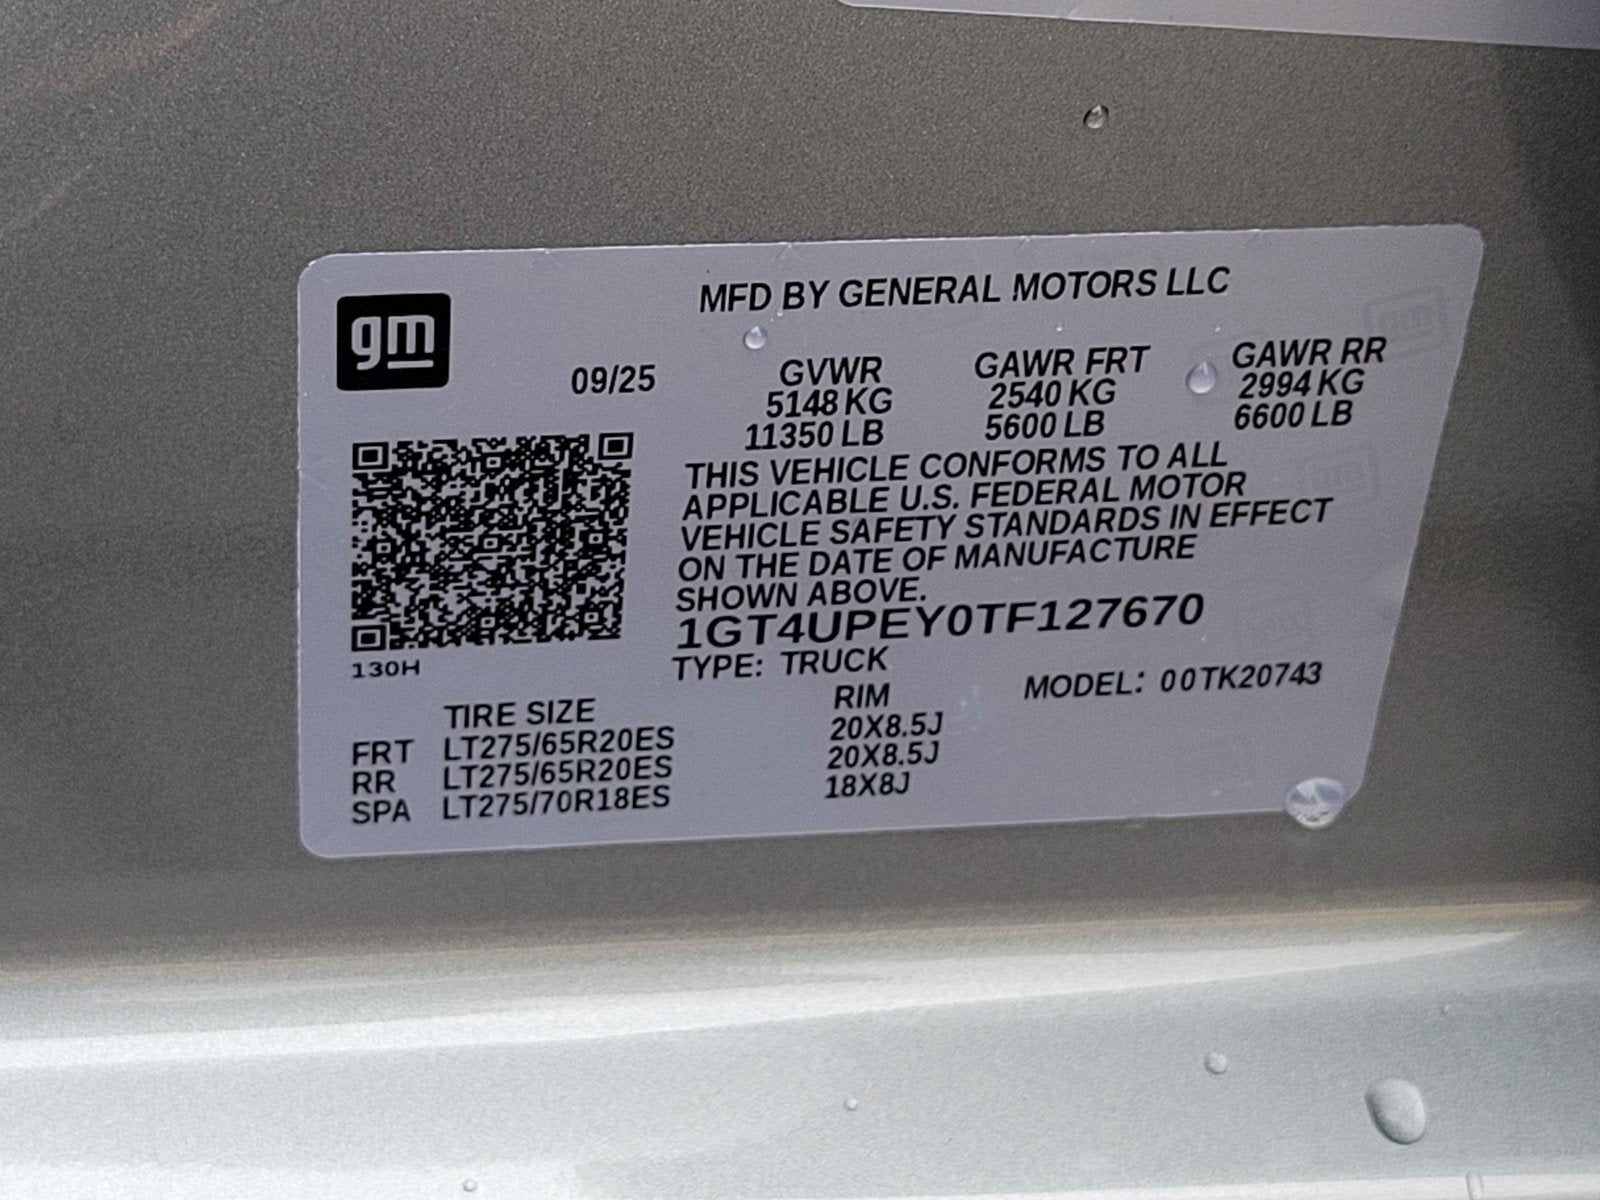 gm
MFD BY GENERAL MOTORS LLC
09/25
GVWR GAWR FRT GAWR RR
5148 KG 2540 KG 2994 KG
11350 LB 5600 LB 6600 LB
THIS VEHICLE CONFORMS TO ALL
APPLICABLE U.S. FEDERAL MOTOR
VEHICLE SAFETY STANDARDS IN EFFECT
ON THE DATE OF MANUFACTURE
SHOWN ABOVE.
1GT4UPEY0TF127670
130H
TYPE: TRUCK
MODEL: 00TK20743
TIRE SIZE RIM
FRT LT275/65R20ES 20X8.5J
RR LT275/65R20ES 20X8.5J
SPA LT275/70R18ES 18X8J